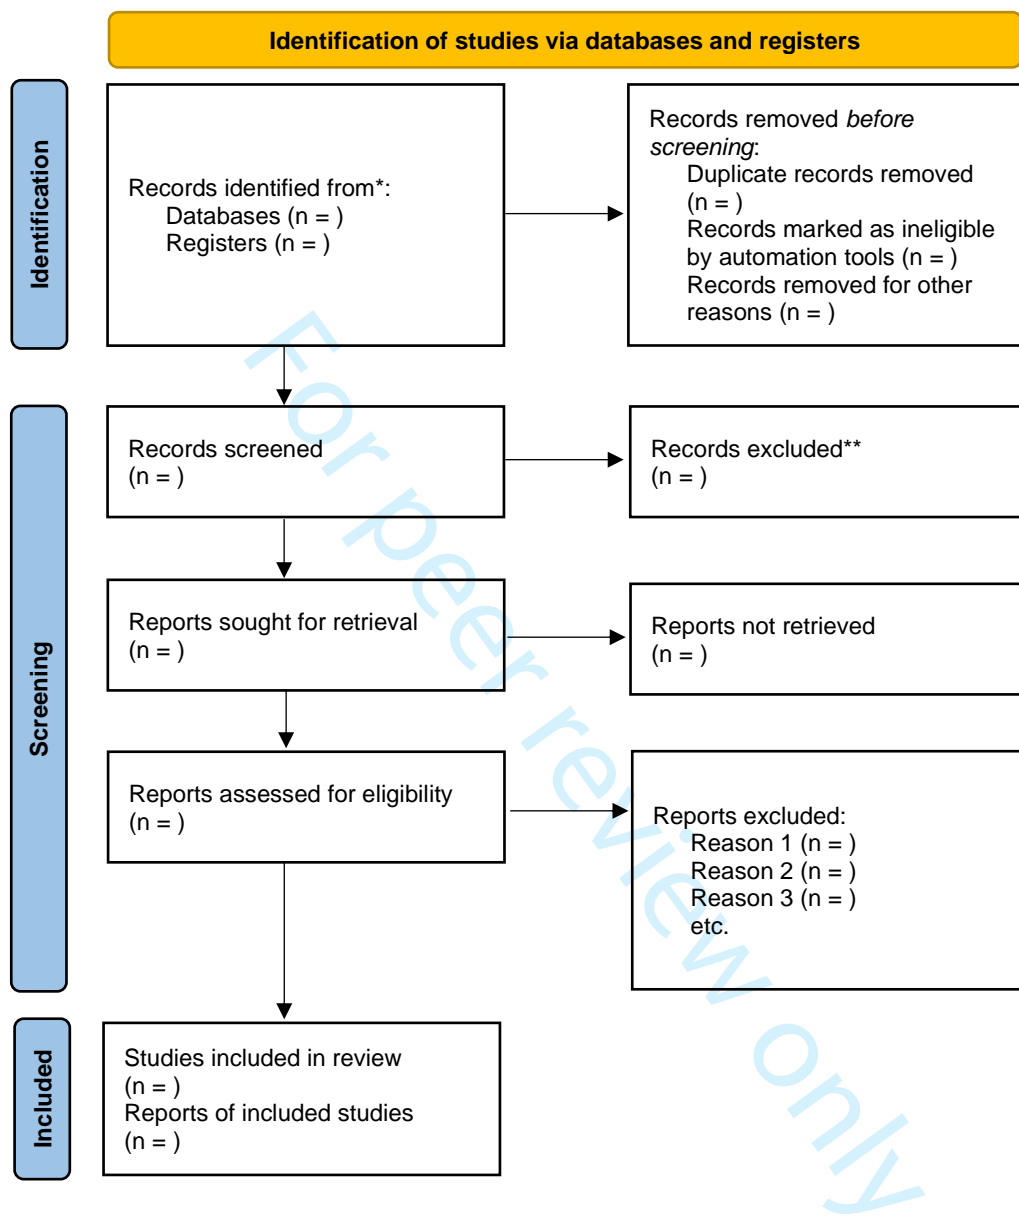 Identification of studies via databases and registers
Identification
Records identified from*:
Databases (n = )
Registers (n = )
Records removed before
screening:
Duplicate records removed
(n = )
Records marked as ineligible
by automation tools (n = )
Records removed for other
reasons (n = )
Screening
Records screened
(n = )
Records excluded**
(n = )
Reports sought for retrieval
(n = )
Reports not retrieved
(n = )
Reports assessed for eligibility
(n = )
Reports excluded:
Reason 1 (n = )
Reason 2 (n = )
Reason 3 (n = )
etc.
Included
Studies included in review
(n = )
Reports of included studies
(n = )
For peer review only